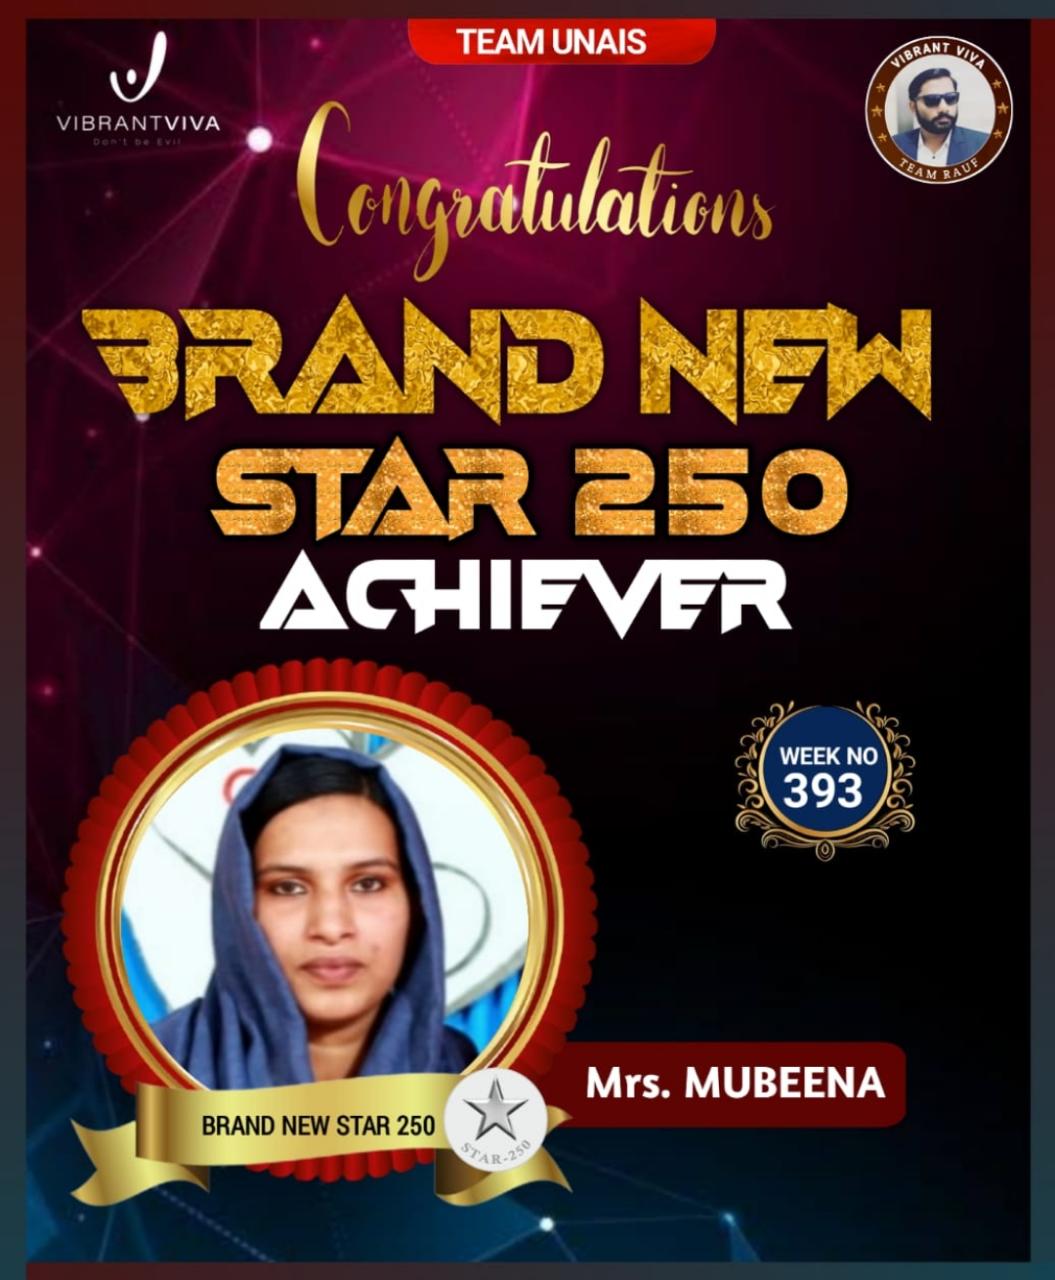 TEAM UNAIS
VIBRANTVIVA
Don't be Evil
VIBRANT VIVA
TEAM RAUF
Congratulations
BRAND NEW
STAR 250
ACHIEVER
WEEK NO
393
Mrs. MUBEENA
BRAND NEW STAR 250
STAR-250